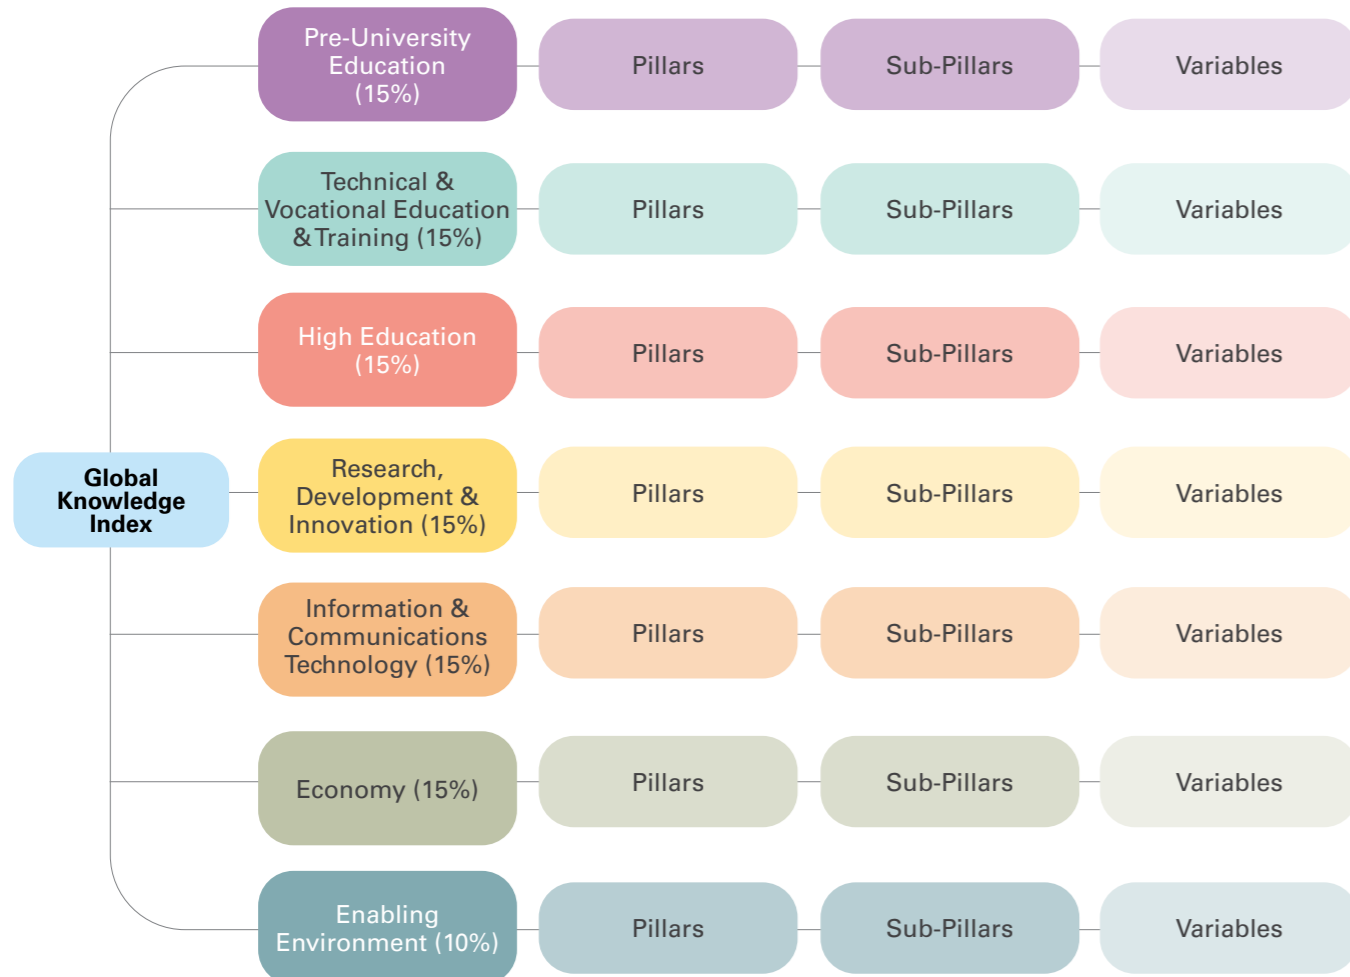 Pre-University
Education
(15%)
Pillars
Sub-Pillars
Variables
Technical &
Vocational Education
& Training (15%)
Pillars
Sub-Pillars
Variables
High Education
(15%)
Pillars
Sub-Pillars
Variables
Global
Knowledge
Index
Research,
Development &
Innovation (15%)
Pillars
Sub-Pillars
Variables
Information &
Communications
Technology (15%)
Pillars
Sub-Pillars
Variables
Economy (15%)
Pillars
Sub-Pillars
Variables
Enabling
Environment (10%)
Pillars
Sub-Pillars
Variables